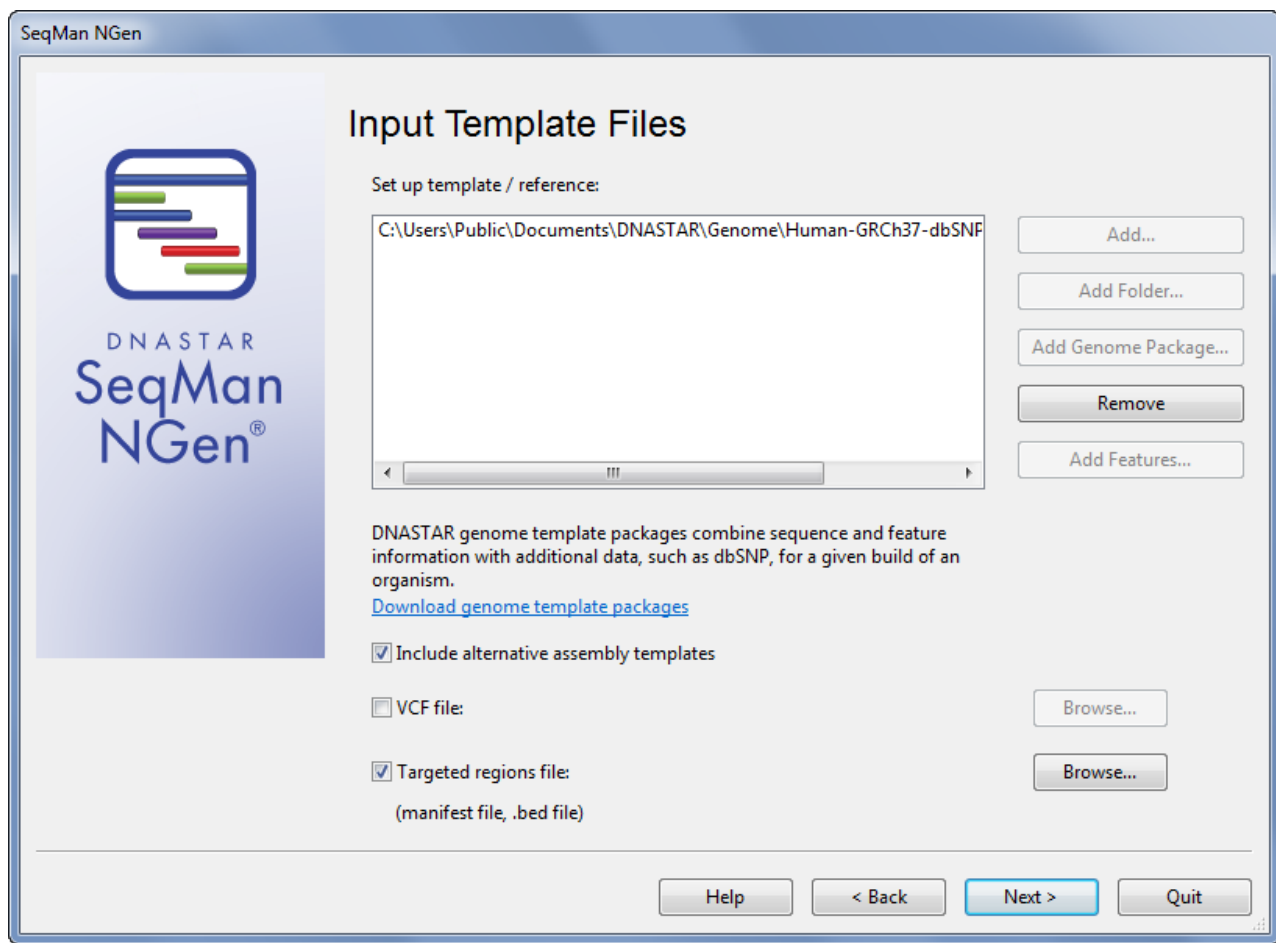 SeqMan NGen
Input Template Files
Set up template / reference:
C:\Users\Public\Documents\DNASTAR\Genome\Human-GRCh37-dbSNP
Add...
Add Folder...
Add Genome Package...
Remove
Add Features...
DNASTAR
SeqMan
NGen®
DNASTAR genome template packages combine sequence and feature
information with additional data, such as dbSNP, for a given build of an
organism.
Download genome template packages
Include alternative assembly templates
VCF file:
Browse...
Targeted regions file:
Browse...
(manifest file, .bed file)
Help
< Back
Next >
Quit